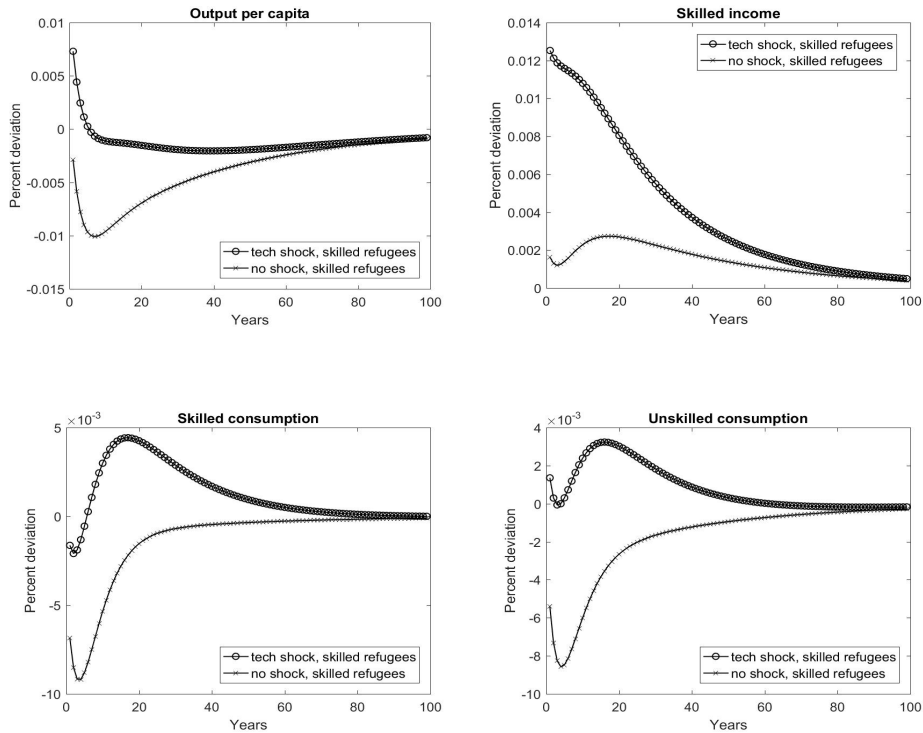 Output per capita
Percent deviation
0.01
0.005
0
-0.005
-0.01
-0.015
tech shock, skilled refugees
no shock, skilled refugees
0 20 40 60 80 100
Years
Skilled income
Percent deviation
0.014
0.012
0.01
0.008
0.006
0.004
0.002
0
tech shock, skilled refugees
no shock, skilled refugees
0 20 40 60 80 100
Years
Skilled consumption
× 10⁻³
Percent deviation
5
0
-5
-10
tech shock, skilled refugees
no shock, skilled refugees
0 20 40 60 80 100
Years
Unskilled consumption
× 10⁻³
Percent deviation
4
2
0
-2
-4
-6
-8
-10
tech shock, skilled refugees
no shock, skilled refugees
0 20 40 60 80 100
Years